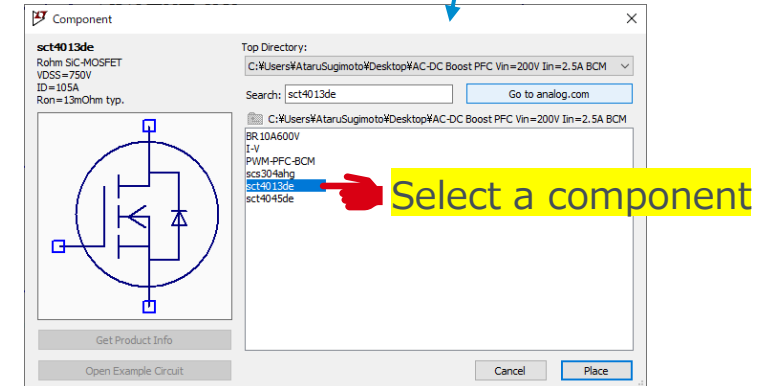 Component
sct4013de
Rohm SiC-MOSFET
VDSS=750V
ID=105A
Ron=13mOhm typ.
Top Directory:
C:¥Users¥AtaruSugimoto¥Desktop¥AC-DC Boost PFC Vin=200V Iin=2.5A BCM
Search: sct4013de
Go to analog.com
C:¥Users¥AtaruSugimoto¥Desktop¥AC-DC Boost PFC Vin=200V Iin=2.5A BCM
BR10A600V
I-V
PWM-PFC-BCM
scs304ahg
sct4013de
sct4045de
Select a component
Get Product Info
Open Example Circuit
Cancel
Place